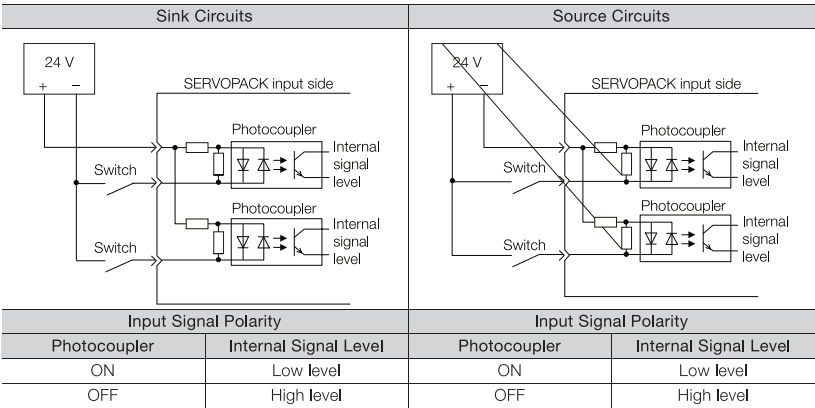 Sink Circuits
Source Circuits
24 V
+ −
SERVOPACK input side
Photocoupler
Internal
signal
level
Switch
Photocoupler
Internal
signal
level
Switch
24 V
+ −
SERVOPACK input side
Photocoupler
Internal
signal
level
Switch
Photocoupler
Internal
signal
level
Switch
Input Signal Polarity
Input Signal Polarity
Photocoupler Internal Signal Level Photocoupler Internal Signal Level
ON Low level ON Low level
OFF High level OFF High level